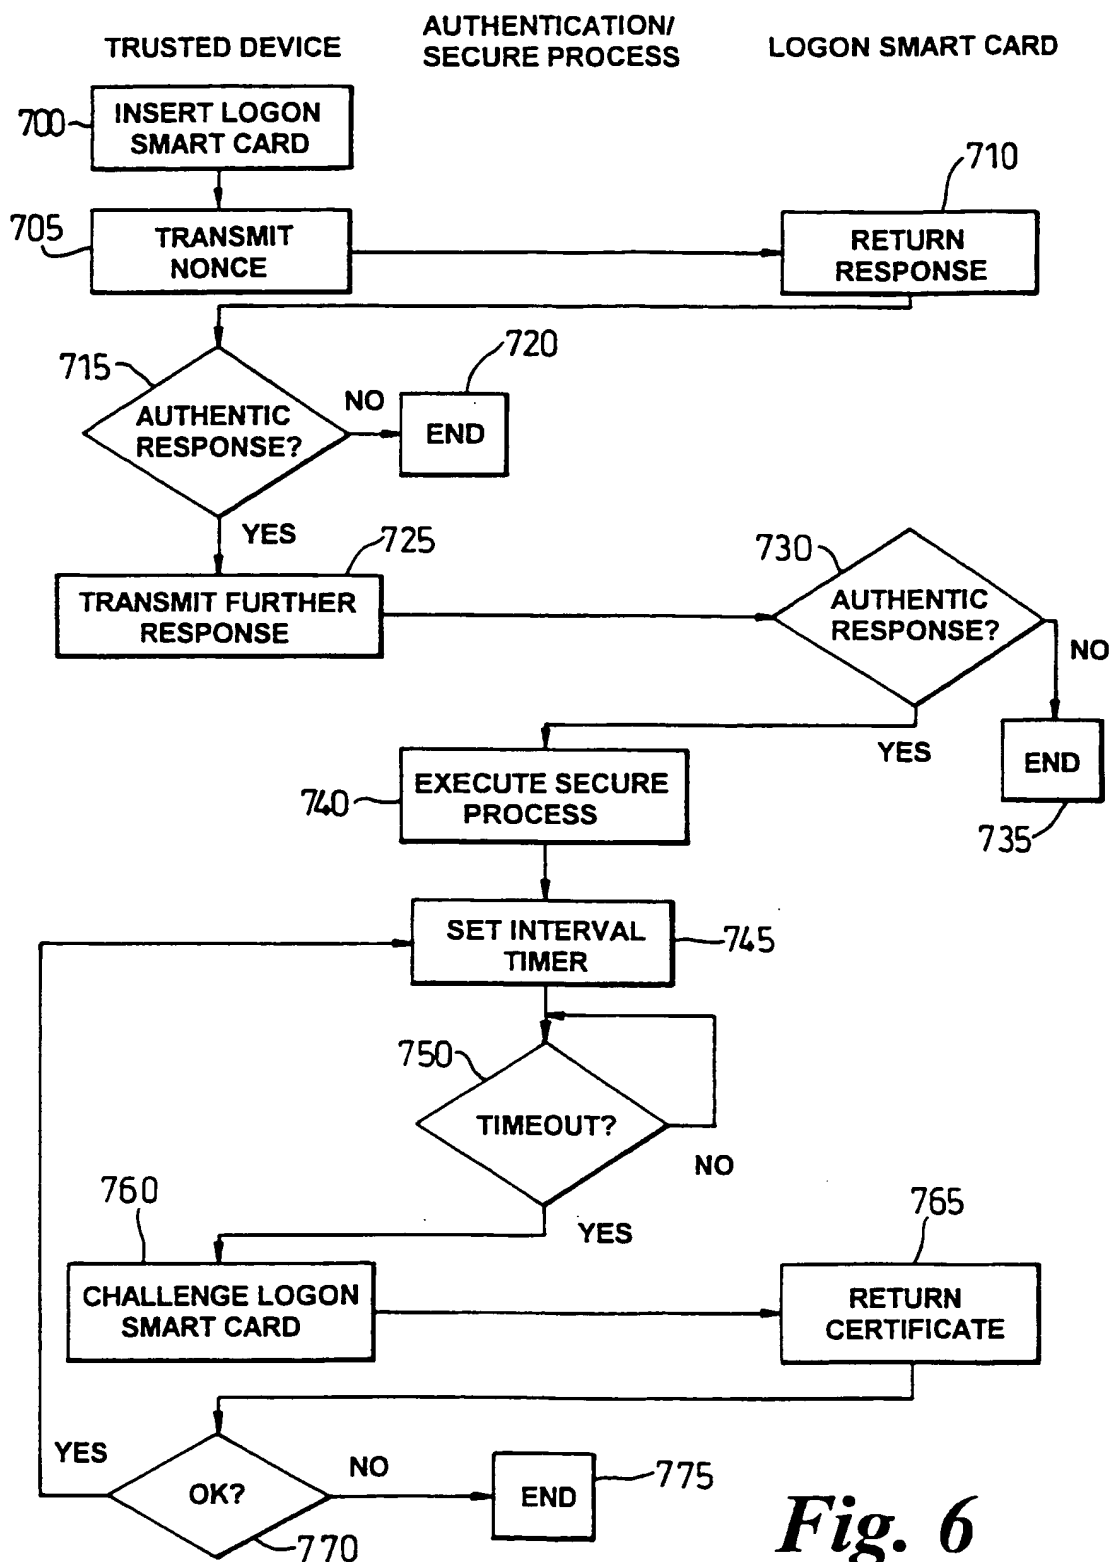 TRUSTED DEVICE
AUTHENTICATION/
SECURE PROCESS
LOGON SMART CARD
700
INSERT LOGON
SMART CARD
705
TRANSMIT
NONCE
710
RETURN
RESPONSE
715
AUTHENTIC
RESPONSE?
NO
720
END
YES
725
TRANSMIT FURTHER
RESPONSE
730
AUTHENTIC
RESPONSE?
NO
YES
END
735
740
EXECUTE SECURE
PROCESS
SET INTERVAL
TIMER
745
750
TIMEOUT?
NO
YES
760
CHALLENGE LOGON
SMART CARD
765
RETURN
CERTIFICATE
YES
OK?
770
NO
END
775
Fig. 6